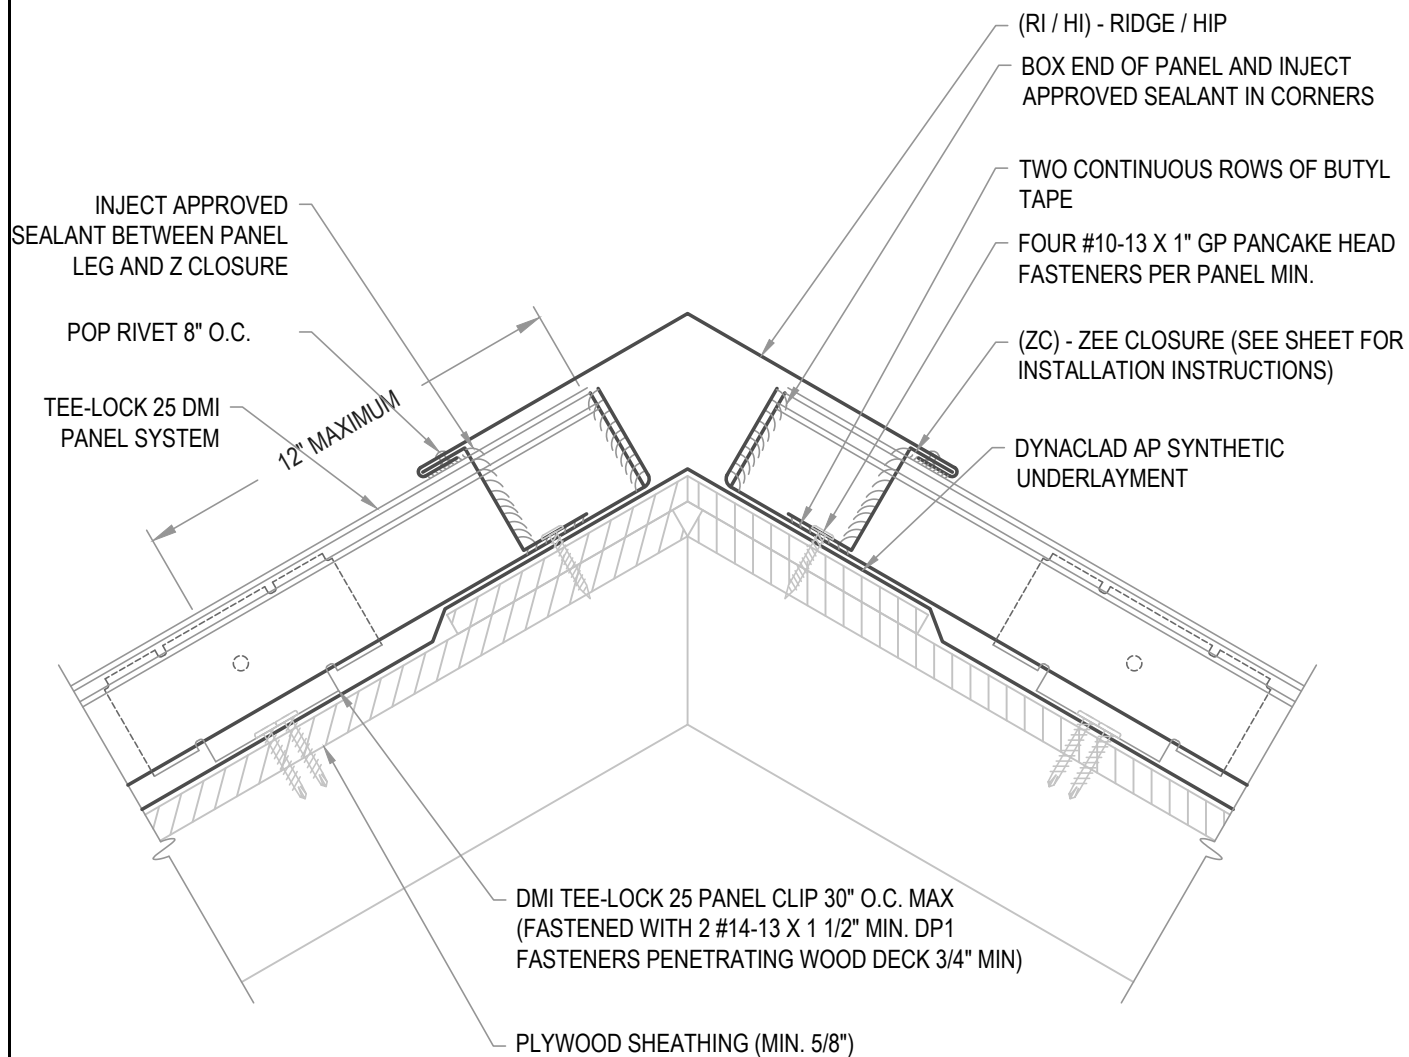 (RI / HI) - RIDGE / HIP
BOX END OF PANEL AND INJECT
APPROVED SEALANT IN CORNERS
TWO CONTINUOUS ROWS OF BUTYL
TAPE
FOUR #10-13 X 1" GP PANCAKE HEAD
FASTENERS PER PANEL MIN.
(ZC) - ZEE CLOSURE (SEE SHEET FOR
INSTALLATION INSTRUCTIONS)
DYNACLAD AP SYNTHETIC
UNDERLAYMENT
INJECT APPROVED
SEALANT BETWEEN PANEL
LEG AND Z CLOSURE
POP RIVET 8" O.C.
TEE-LOCK 25 DMI
PANEL SYSTEM
12" MAXIMUM
DMI TEE-LOCK 25 PANEL CLIP 30" O.C. MAX
(FASTENED WITH 2 #14-13 X 1 1/2" MIN. DP1
FASTENERS PENETRATING WOOD DECK 3/4" MIN)
PLYWOOD SHEATHING (MIN. 5/8")